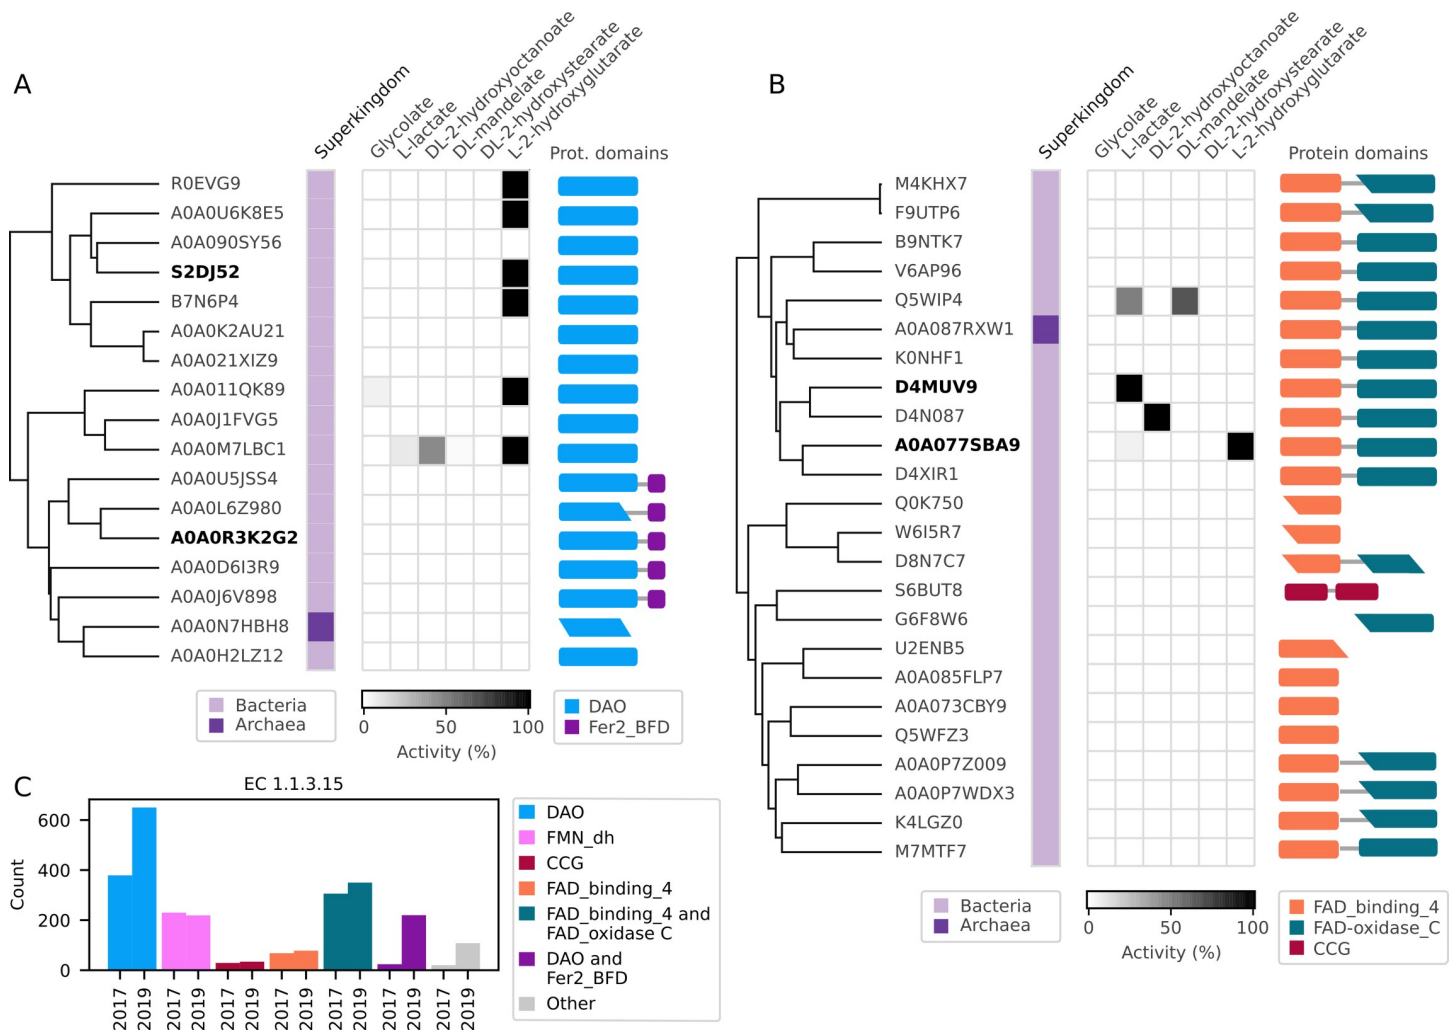 A
Superkingdom
Glycolate
L-lactate
DL-2-hydroxyoctanoate
DL-mandelate
DL-2-hydroxystearate
L-2-hydroxyglutarate
Prot. domains
R0EVG9
A0A0U6K8E5
A0A090SY56
S2DJ52
B7N6P4
A0A0K2AU21
A0A021XIZ9
A0A011QK89
A0A0J1FVG5
A0A0M7LBC1
A0A0U5JSS4
A0A0L6Z980
A0A0R3K2G2
A0A0D6I3R9
A0A0J6V898
A0A0N7HBH8
A0A0H2LZ12
Bacteria
Archaea
0 50 100
Activity (%)
DAO
Fer2_BFD
B
Superkingdom
Glycolate
L-lactate
DL-2-hydroxyoctanoate
DL-mandelate
DL-2-hydroxystearate
L-2-hydroxyglutarate
Protein domains
M4KHX7
F9UTP6
B9NTK7
V6AP96
Q5WIP4
A0A087RXW1
K0NHF1
D4MUV9
D4N087
A0A077SBA9
D4XIR1
Q0K750
W6I5R7
D8N7C7
S6BUT8
G6F8W6
U2ENB5
A0A085FLP7
A0A073CBY9
Q5WFZ3
A0A0P7Z009
A0A0P7WDX3
K4LGZ0
M7MTF7
Bacteria
Archaea
0 50 100
Activity (%)
FAD_binding_4
FAD-oxidase_C
CCG
C
EC 1.1.3.15
Count
600
400
200
0
2017 2019 2017 2019 2017 2019 2017 2019 2017 2019 2017 2019 2017 2019
DAO
FMN_dh
CCG
FAD_binding_4
FAD_binding_4 and
FAD_oxidase C
DAO and
Fer2_BFD
Other